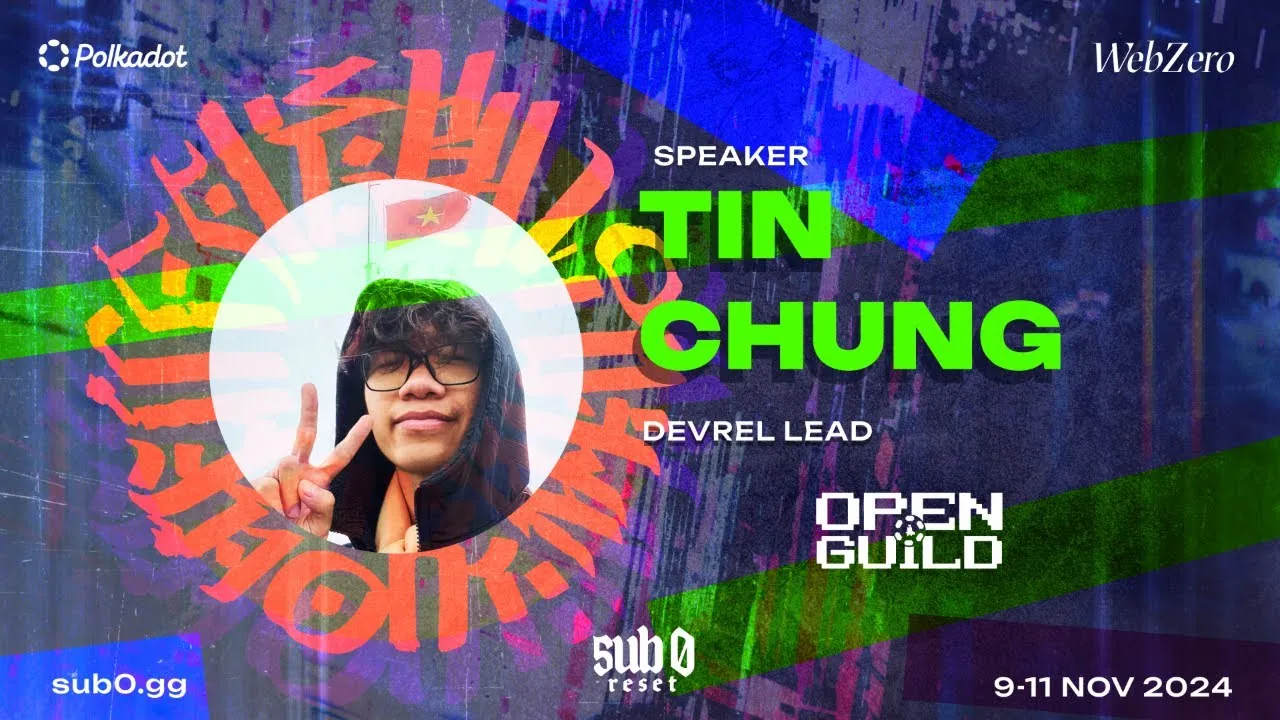 Polkadot
WebZero
SPEAKER
TIN
CHUNG
DEVREL LEAD
OPEN
GUiLD
sub0
reset
sub0.gg
9-11 NOV 2024